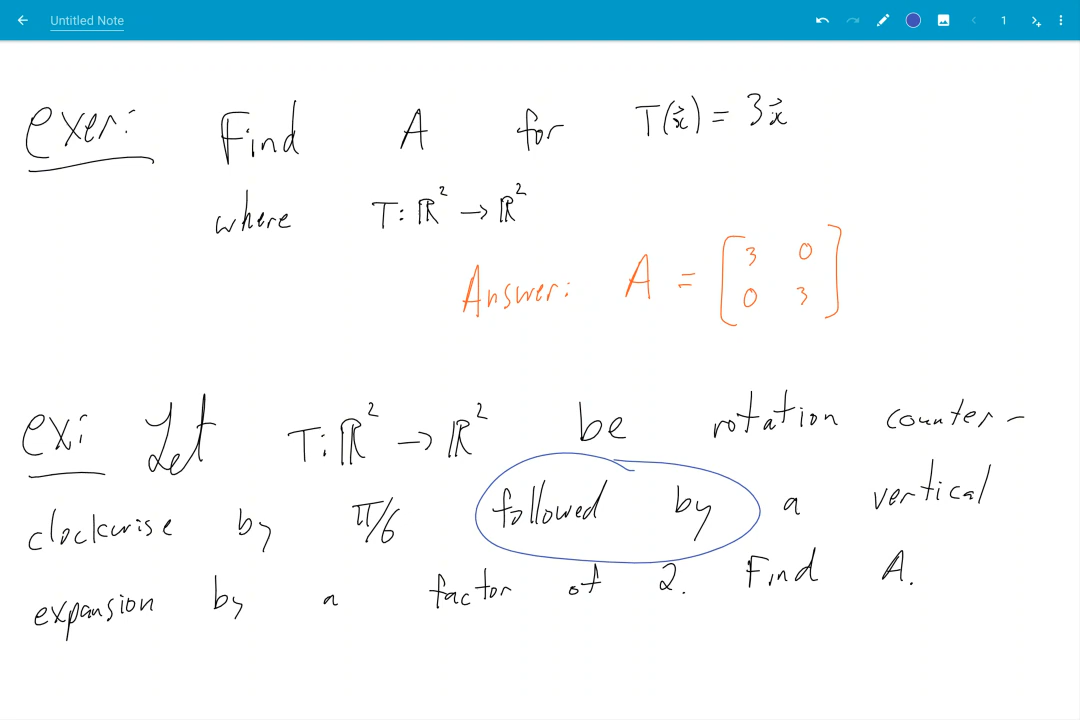 Untitled Note
1
exer: Find A for T(x⃗) = 3x⃗
where T: ℝ² → ℝ²
Answer: A = [3 0
0 3]
ex: Let T: ℝ² → ℝ² be rotation counter-
clockwise by π/6 followed by a vertical
expansion by a factor of 2. Find A.